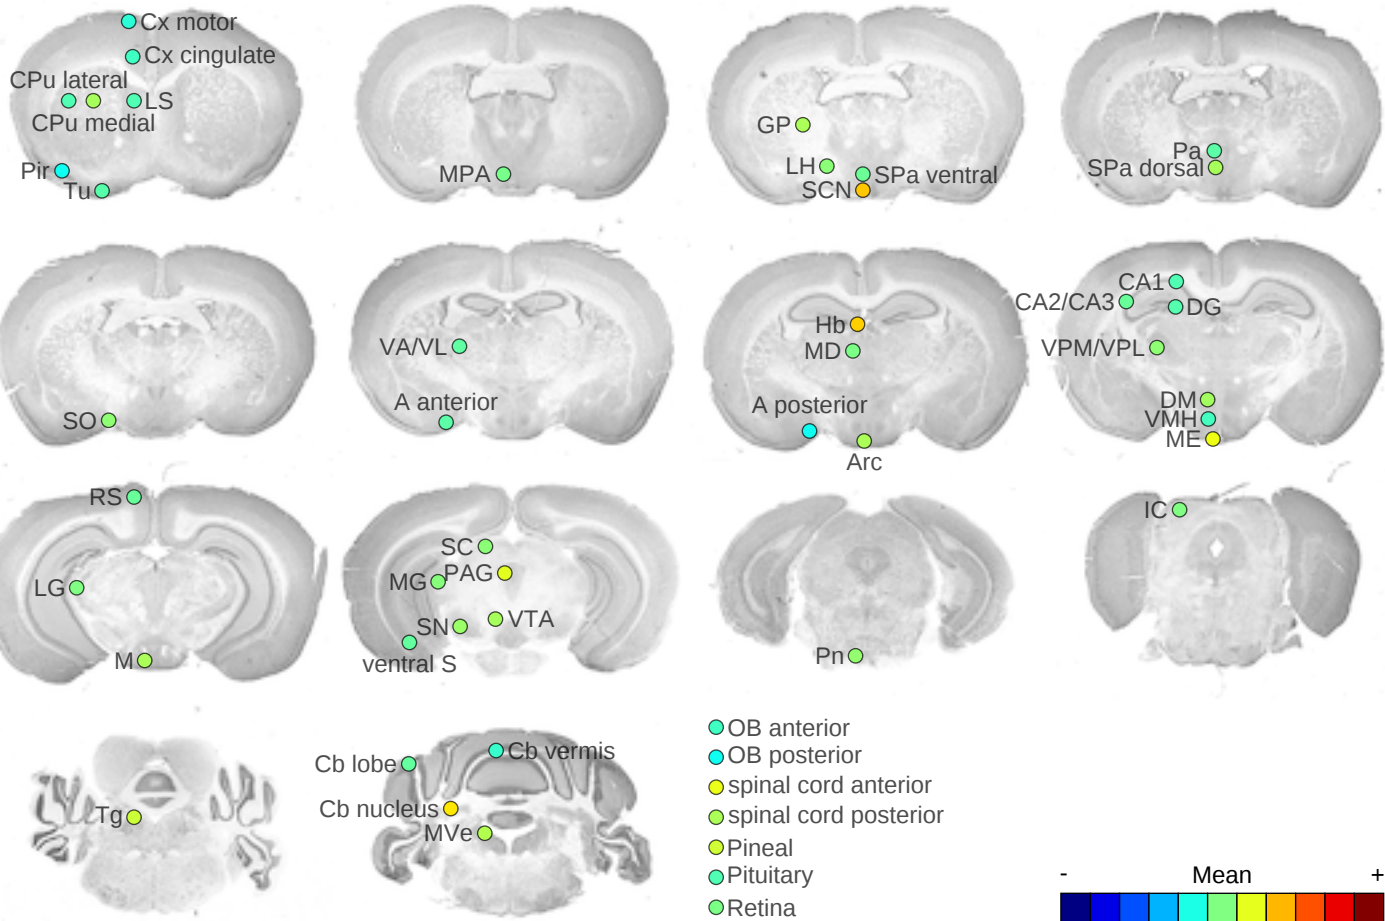 Cx motor
Cx cingulate
CPu lateral
LS
CPu medial
Pir
Tu
MPA
GP
LH
SPa ventral
SCN
Pa
SPa dorsal
SO
VA/VL
A anterior
Hb
MD
A posterior
Arc
CA1
CA2/CA3
DG
VPM/VPL
DM
VMH
ME
RS
LG
M
SC
MG
PAG
SN
VTA
ventral S
Pn
IC
Tg
Cb lobe
Cb vermis
Cb nucleus
MVe
OB anterior
OB posterior
spinal cord anterior
spinal cord posterior
Pineal
Pituitary
Retina
- Mean +